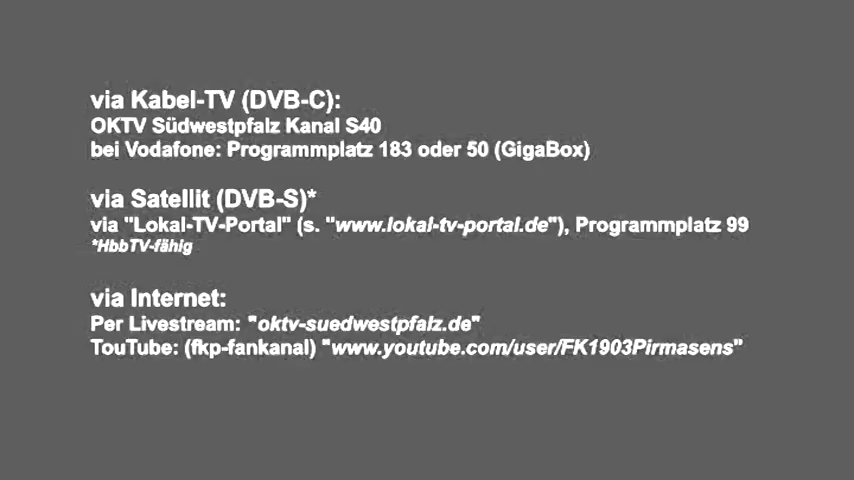 via Kabel-TV (DVB-C):
OKTV Südwestpfalz Kanal S40
bei Vodafone: Programmplatz 183 oder 50 (GigaBox)
via Satellit (DVB-S)*
via "Lokal-TV-Portal" (s. "www.lokal-tv-portal.de"), Programmplatz 99
*HbbTV-fähig
via Internet:
Per Livestream: "oktv-suedwestpfalz.de"
TouTube: (fkp-fankanal) "www.youtube.com/user/FK1903Pirmasens"